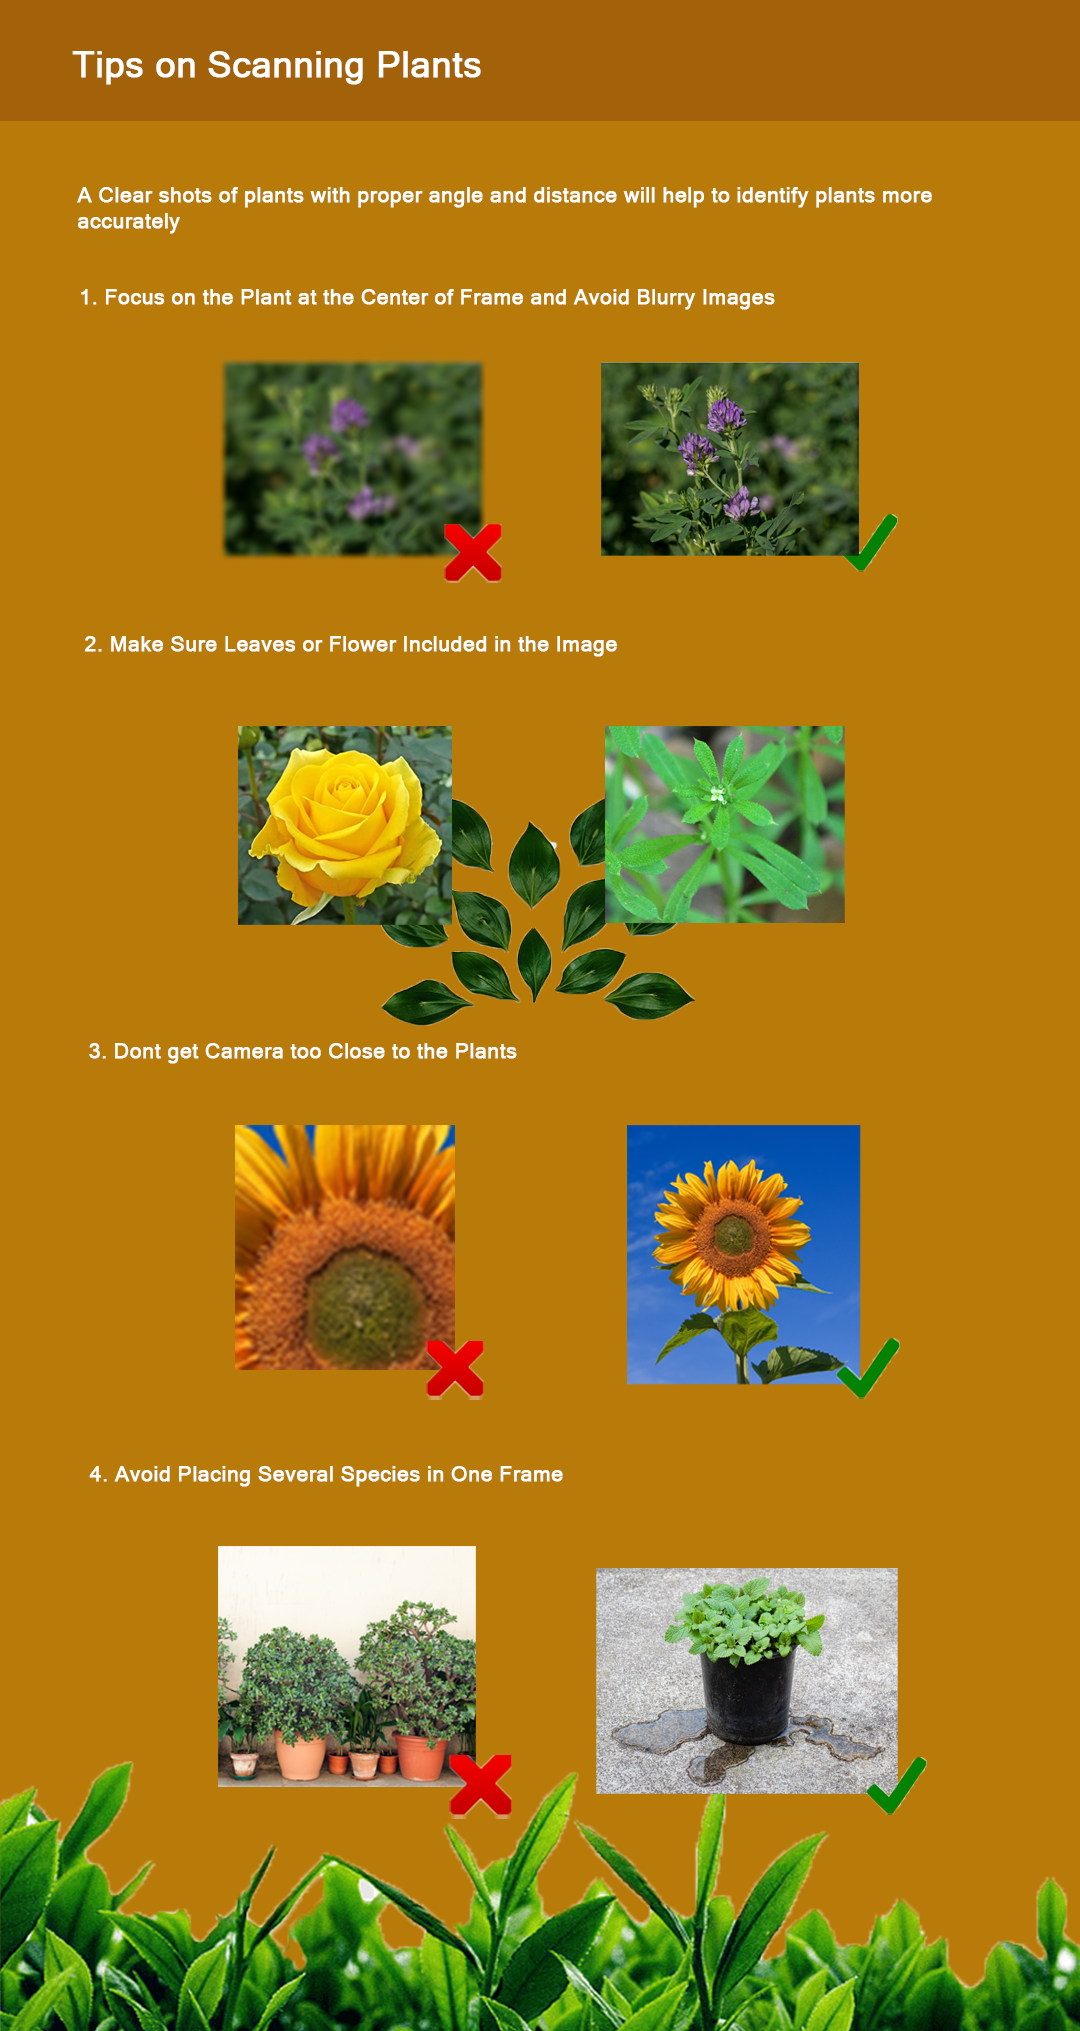 Tips on Scanning Plants
A Clear shots of plants with proper angle and distance will help to identify plants more
accurately
1. Focus on the Plant at the Center of Frame and Avoid Blurry Images
2. Make Sure Leaves or Flower Included in the Image
3. Dont get Camera too Close to the Plants
4. Avoid Placing Several Species in One Frame